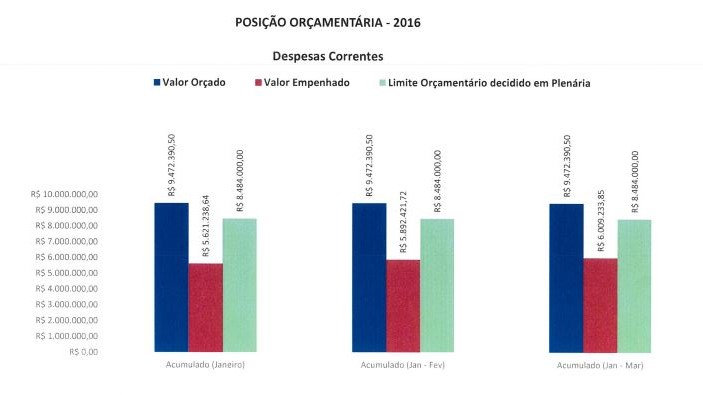 POSIÇÃO ORÇAMENTÁRIA - 2016
Despesas Correntes
Valor Orçado
Valor Empenhado
Limite Orçamentário decidido em Plenária
R$ 10.000.000,00
R$ 9.000.000,00
R$ 8.000.000,00
R$ 7.000.000,00
R$ 6.000.000,00
R$ 5.000.000,00
R$ 4.000.000,00
R$ 3.000.000,00
R$ 2.000.000,00
R$ 1.000.000,00
R$ 0,00
R$ 9.472.390,50
R$ 5.621.238,64
R$ 8.484.000,00
R$ 9.472.390,50
R$ 5.892.421,72
R$ 8.484.000,00
R$ 9.472.390,50
R$ 6.009.233,85
R$ 8.484.000,00
Acumulado (Janeiro)
Acumulado (Jan - Fev)
Acumulado (Jan - Mar)